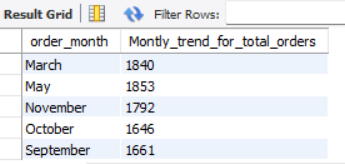 Result Grid Filter Rows:
order_month Montly_trend_for_total_orders
March 1840
May 1853
November 1792
October 1646
September 1661